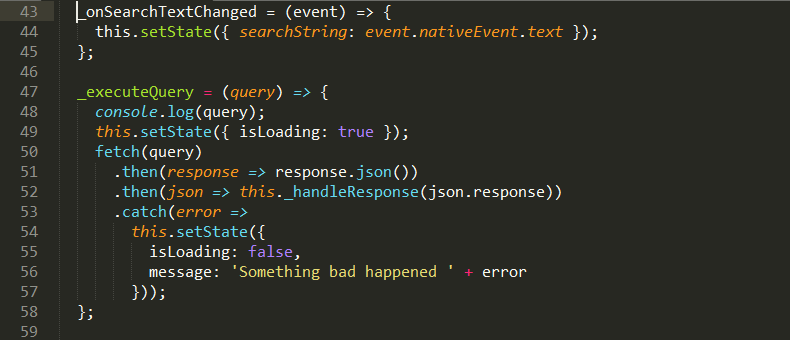 43 _onSearchTextChanged = (event) => {
44 this.setState({ searchString: event.nativeEvent.text });
45 };
46
47 _executeQuery = (query) => {
48 console.log(query);
49 this.setState({ isLoading: true });
50 fetch(query)
51 .then(response => response.json())
52 .then(json => this._handleResponse(json.response))
53 .catch(error =>
54 this.setState({
55 isLoading: false,
56 message: 'Something bad happened ' + error
57 }));
58 };
59